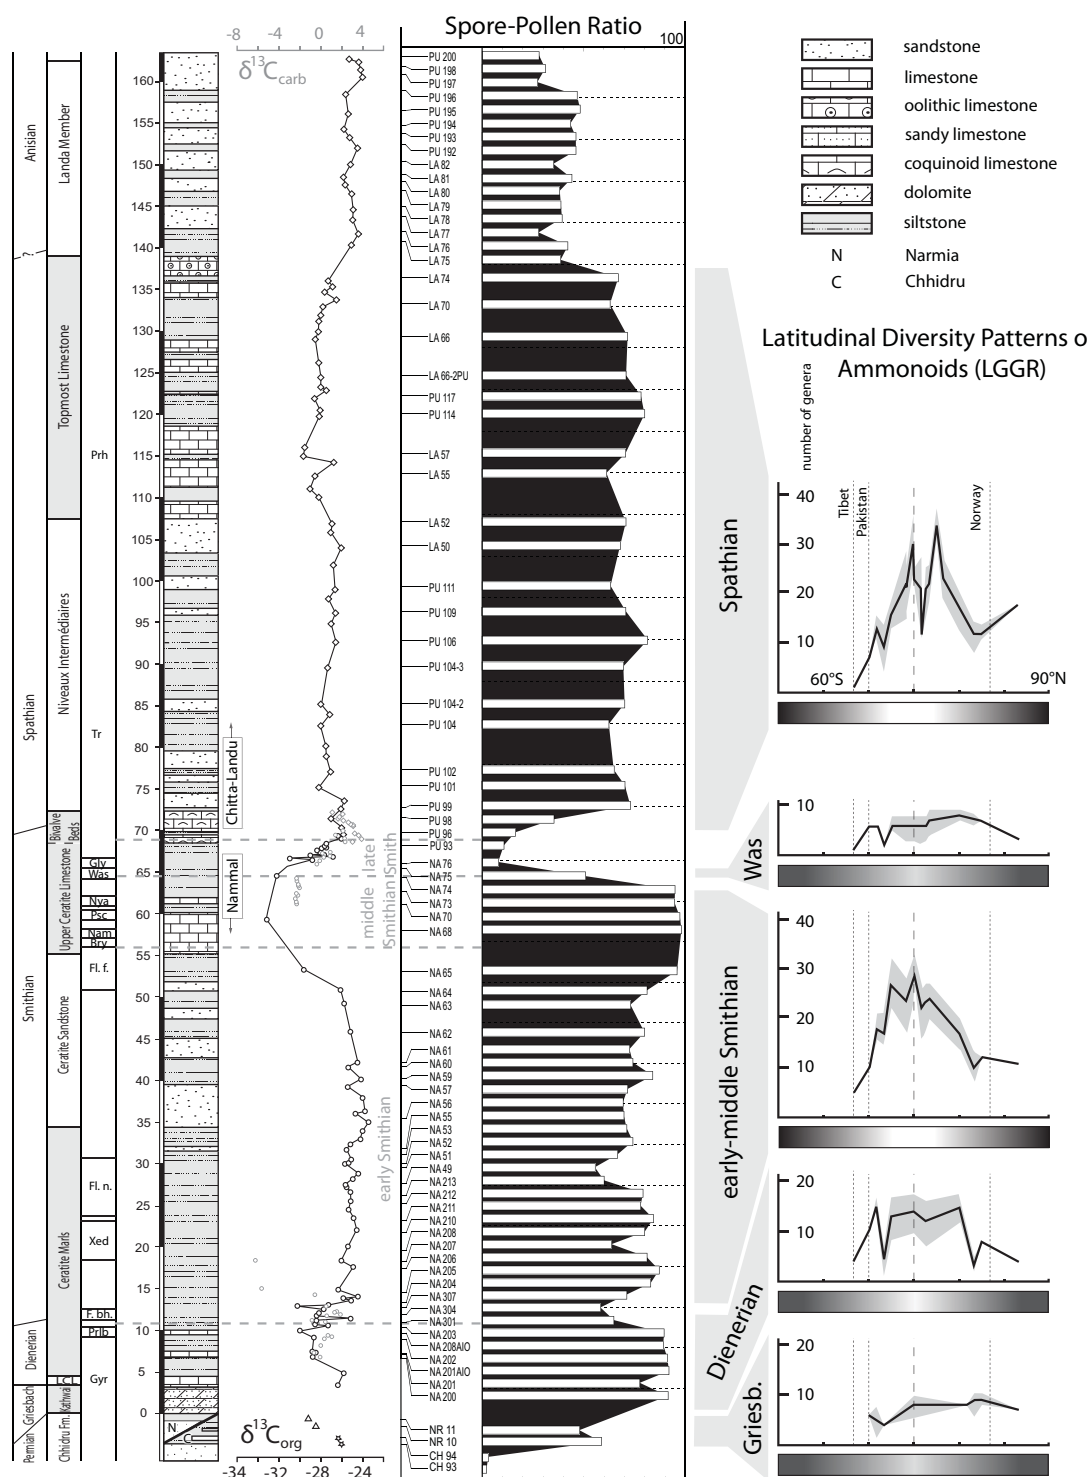 Spore-Pollen Ratio
100
-8 -4 0 4
δ13Ccarb
Anisian
?
Spathian
Smithian
Dienerian
Griesbach
Permian
Landa Member
Topmost Limestone
Niveaux Intermédiaires
Bivalve Beds
Upper Ceratite Limestone
Ceratite Sandstone
Ceratite Marls
LCL
Kathwai
Chhidru Fm.
Prh
Tr
Gly
Was
Nya
Psc
Nam
Bry
Fl. f.
Fl. n.
Xed
F. bh.
Prlb
Gyr
160
155
150
145
140
135
130
125
120
115
110
105
100
95
90
85
80
75
70
65
60
55
50
45
40
35
30
25
20
15
10
5
0
N
C
Chitta-Landu
Nammal
late Smith
middle Smithian
early Smithian
δ13Corg
-34 -32 -28 -24
PU 200
PU 198
PU 197
PU 196
PU 195
PU 194
PU 193
PU 192
LA 82
LA 81
LA 80
LA 79
LA 78
LA 77
LA 76
LA 75
LA 74
LA 70
LA 66
LA 66-2PU
PU 117
PU 114
LA 57
LA 55
LA 52
LA 50
PU 111
PU 109
PU 106
PU 104-3
PU 104-2
PU 104
PU 102
PU 101
PU 99
PU 98
PU 96
PU 93
NA 76
NA 75
NA 74
NA 73
NA 70
NA 68
NA 65
NA 64
NA 63
NA 62
NA 61
NA 60
NA 59
NA 57
NA 56
NA 55
NA 53
NA 52
NA 51
NA 49
NA 213
NA 212
NA 211
NA 210
NA 208
NA 207
NA 206
NA 205
NA 204
NA 307
NA 304
NA 301
NA 203
NA 208AIO
NA 202
NA 201AIO
NA 201
NA 200
NR 11
NR 10
CH 94
CH 93
sandstone
limestone
oolithic limestone
sandy limestone
coquinoid limestone
dolomite
siltstone
N Narmia
C Chhidru
Latitudinal Diversity Patterns o
Ammonoids (LGGR)
number of genera
Spathian
Tibet
Pakistan
Norway
40
30
20
10
60°S 90°N
Was
10
early-middle Smithian
40
30
20
10
Dienerian
20
10
Griesb.
20
10